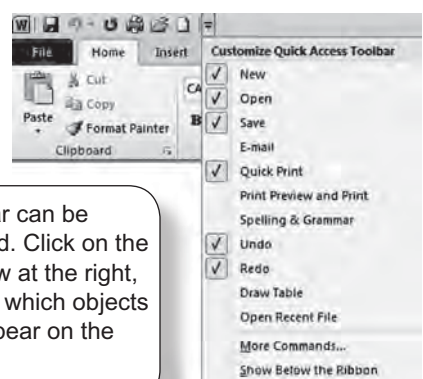 W
File Home Insert
Cut
Copy
Format Painter
Paste
Clipboard
CA
B
Customize Quick Access Toolbar
New
Open
Save
E-mail
Quick Print
Print Preview and Print
Spelling & Grammar
Undo
Redo
Draw Table
Open Recent File
More Commands...
Show Below the Ribbon
ar can be
d. Click on the
w at the right,
which objects
pear on the